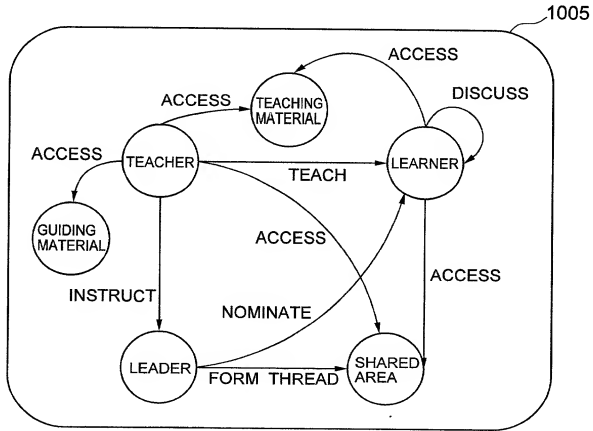 1005
ACCESS
ACCESS
TEACHING
MATERIAL
DISCUSS
ACCESS
TEACHER
LEARNER
TEACH
GUIDING
MATERIAL
ACCESS
ACCESS
INSTRUCT
NOMINATE
LEADER
FORM THREAD
SHARED
AREA